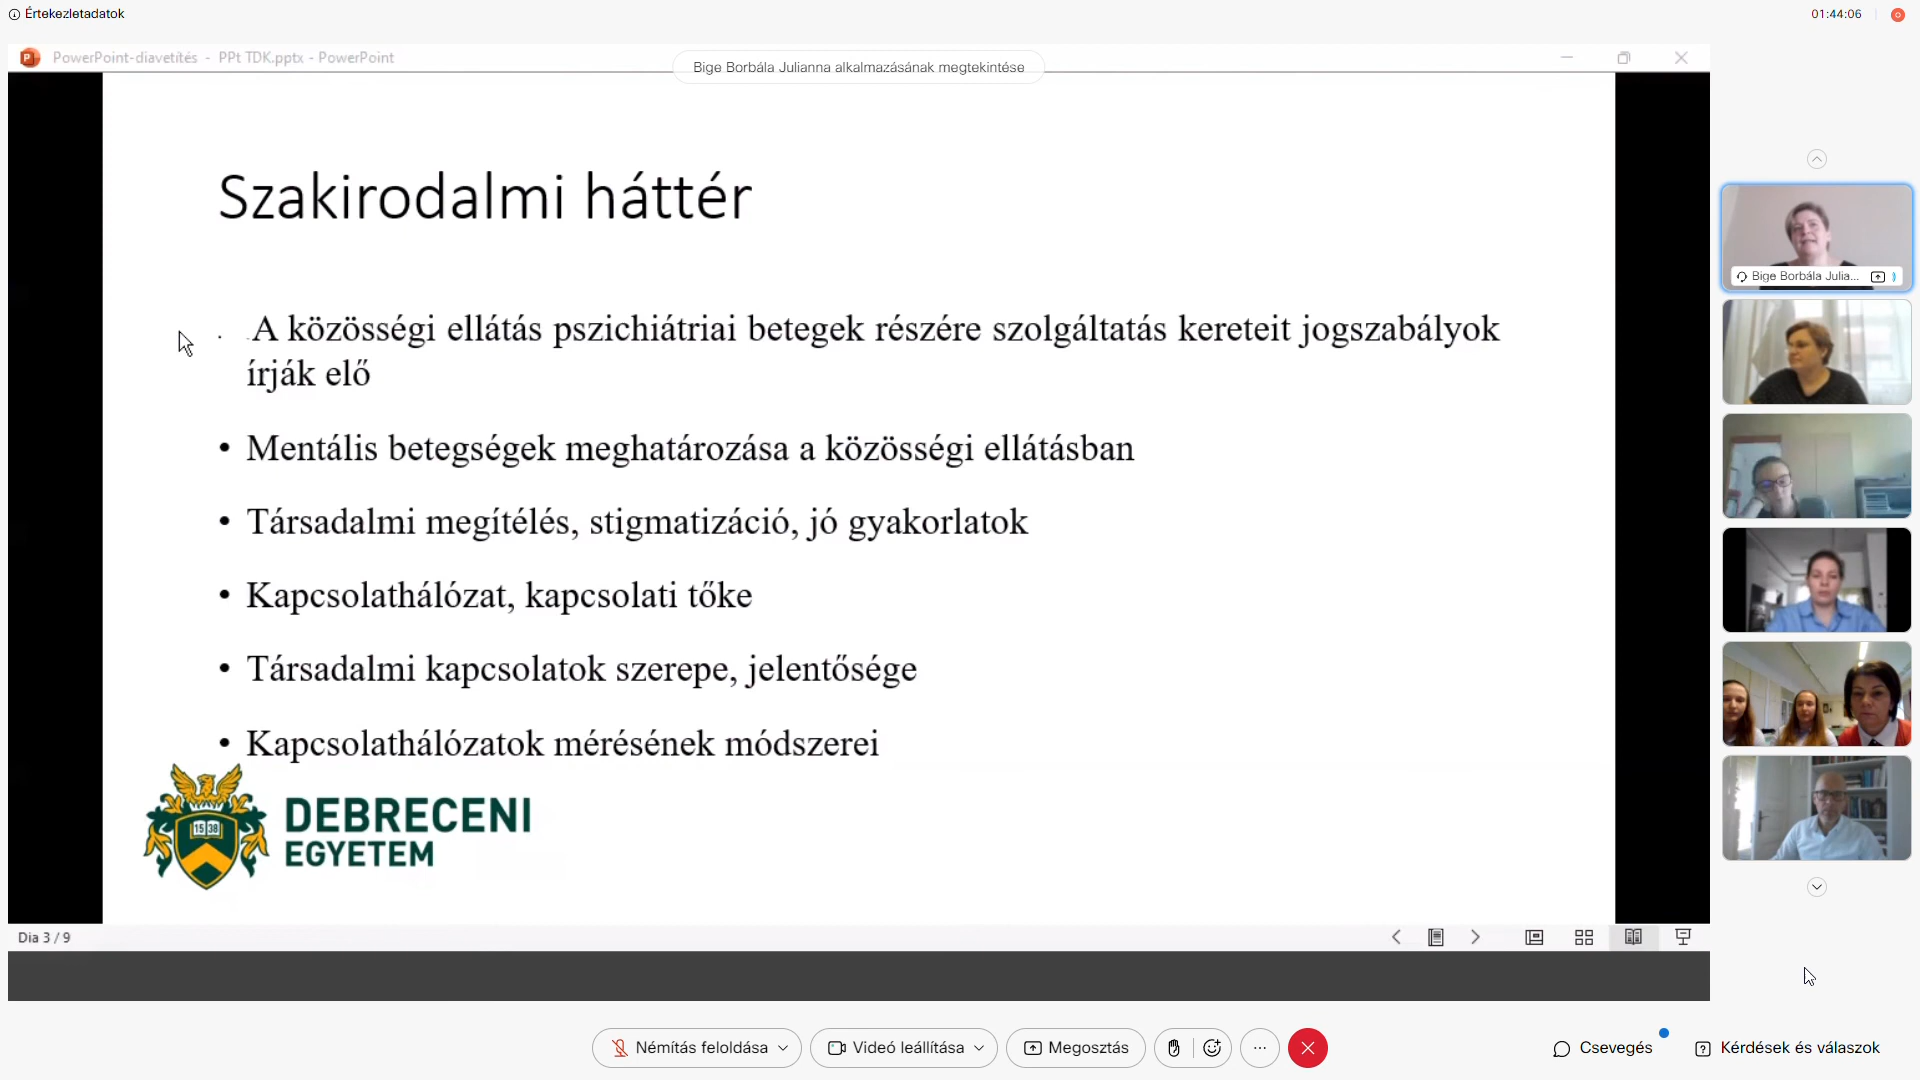 Értekezletadatok
01:44:06
PowerPoint-diavetítés - PPt TDK.pptx - PowerPoint
Bige Borbála Julianna alkalmazásának megtekintése
Szakirodalmi háttér
A közösségi ellátás pszichiátriai betegek részére szolgáltatás kereteit jogszabályok
írják elő
• Mentális betegségek meghatározása a közösségi ellátásban
• Társadalmi megítélés, stigmatizáció, jó gyakorlatok
• Kapcsolathálózat, kapcsolati tőke
• Társadalmi kapcsolatok szerepe, jelentősége
• Kapcsolathálózatok mérésének módszerei
15 38
DEBRECENI
EGYETEM
Bige Borbála Julia...
Dia 3 / 9
Némítás feloldása
Videó leállítása
Megosztás
Csevegés
Kérdések és válaszok